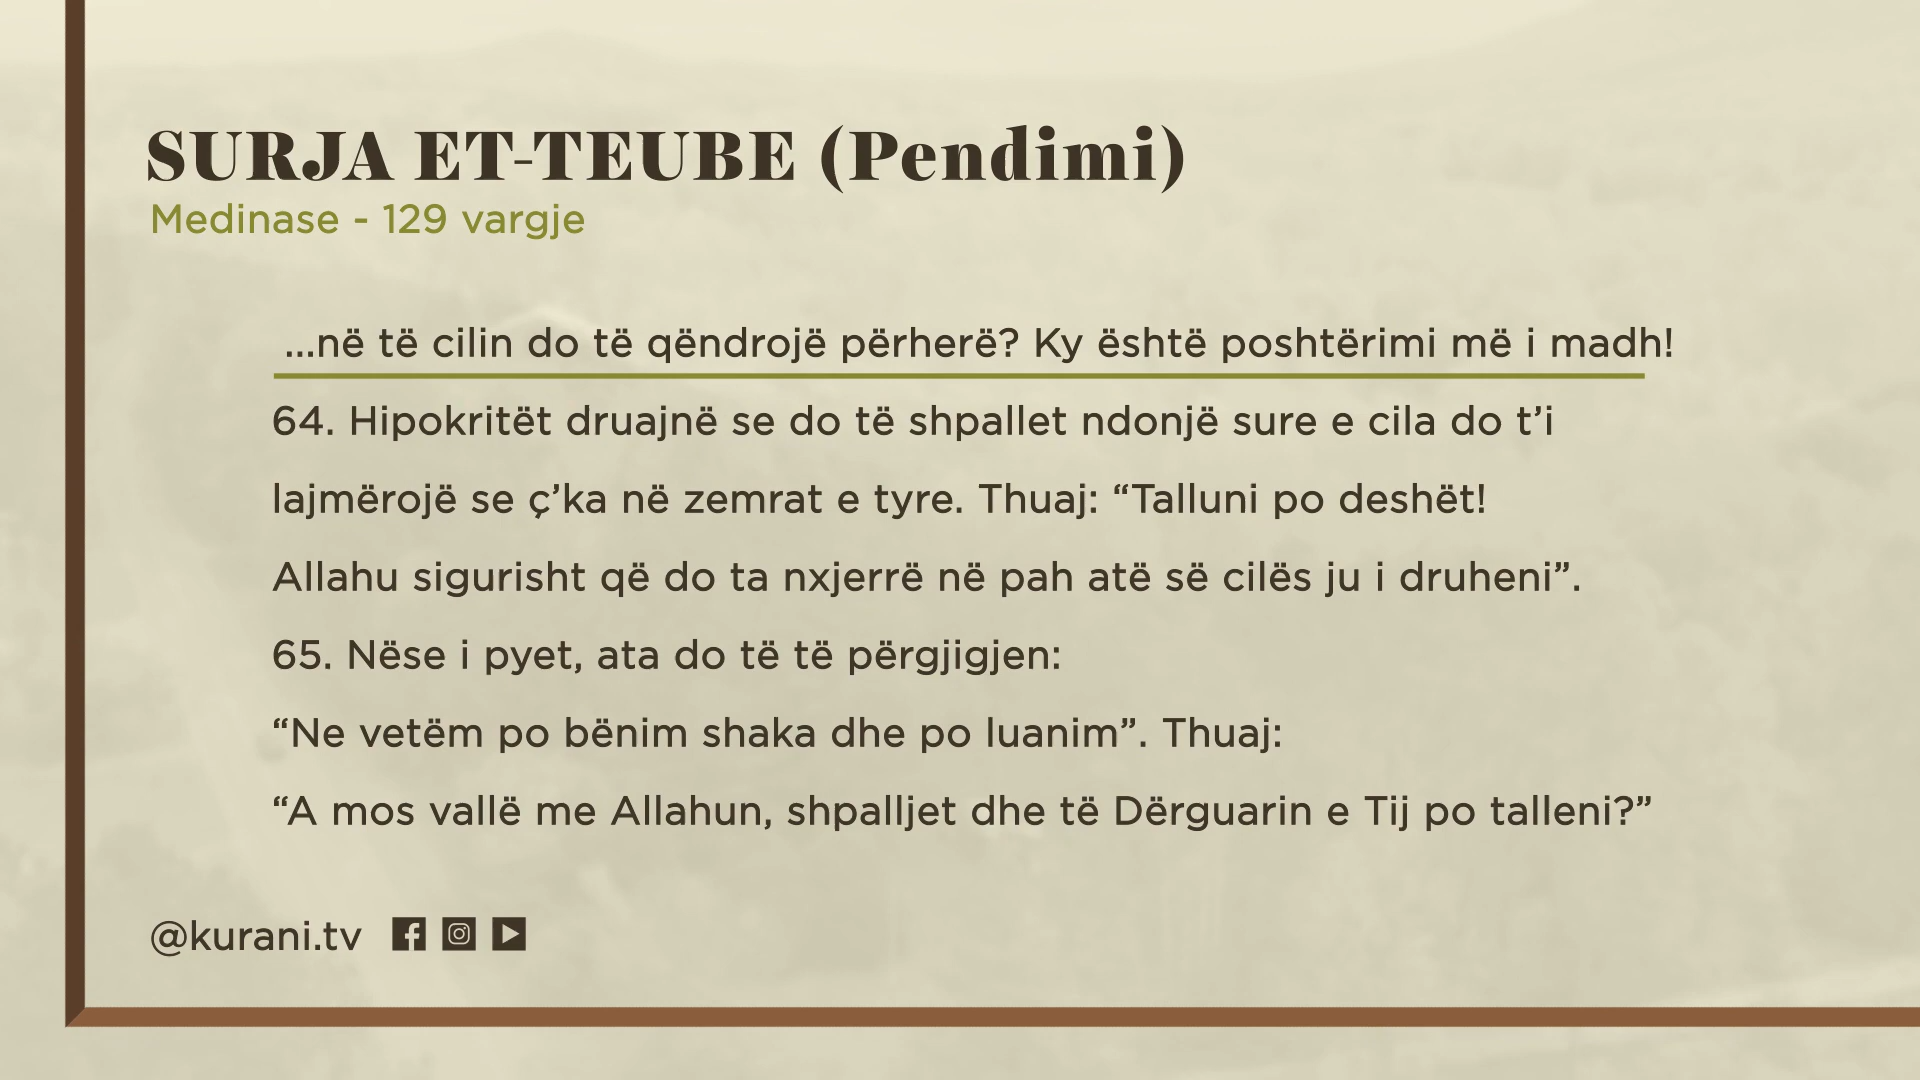 SURJA ET-TEUBE (Pendimi)
Medinase - 129 vargje
...në të cilin do të qëndrojë përherë? Ky është poshtërimi më i madh!
64. Hipokritët druajnë se do të shpallet ndonjë sure e cila do t’i
lajmërojë se ç’ka në zemrat e tyre. Thuaj: “Talluni po deshët!
Allahu sigurisht që do ta nxjerrë në pah atë së cilës ju i druheni”.
65. Nëse i pyet, ata do të të përgjigjen:
“Ne vetëm po bënim shaka dhe po luanim”. Thuaj:
“A mos vallë me Allahun, shpalljet dhe të Dërguarin e Tij po talleni?”
@kurani.tv